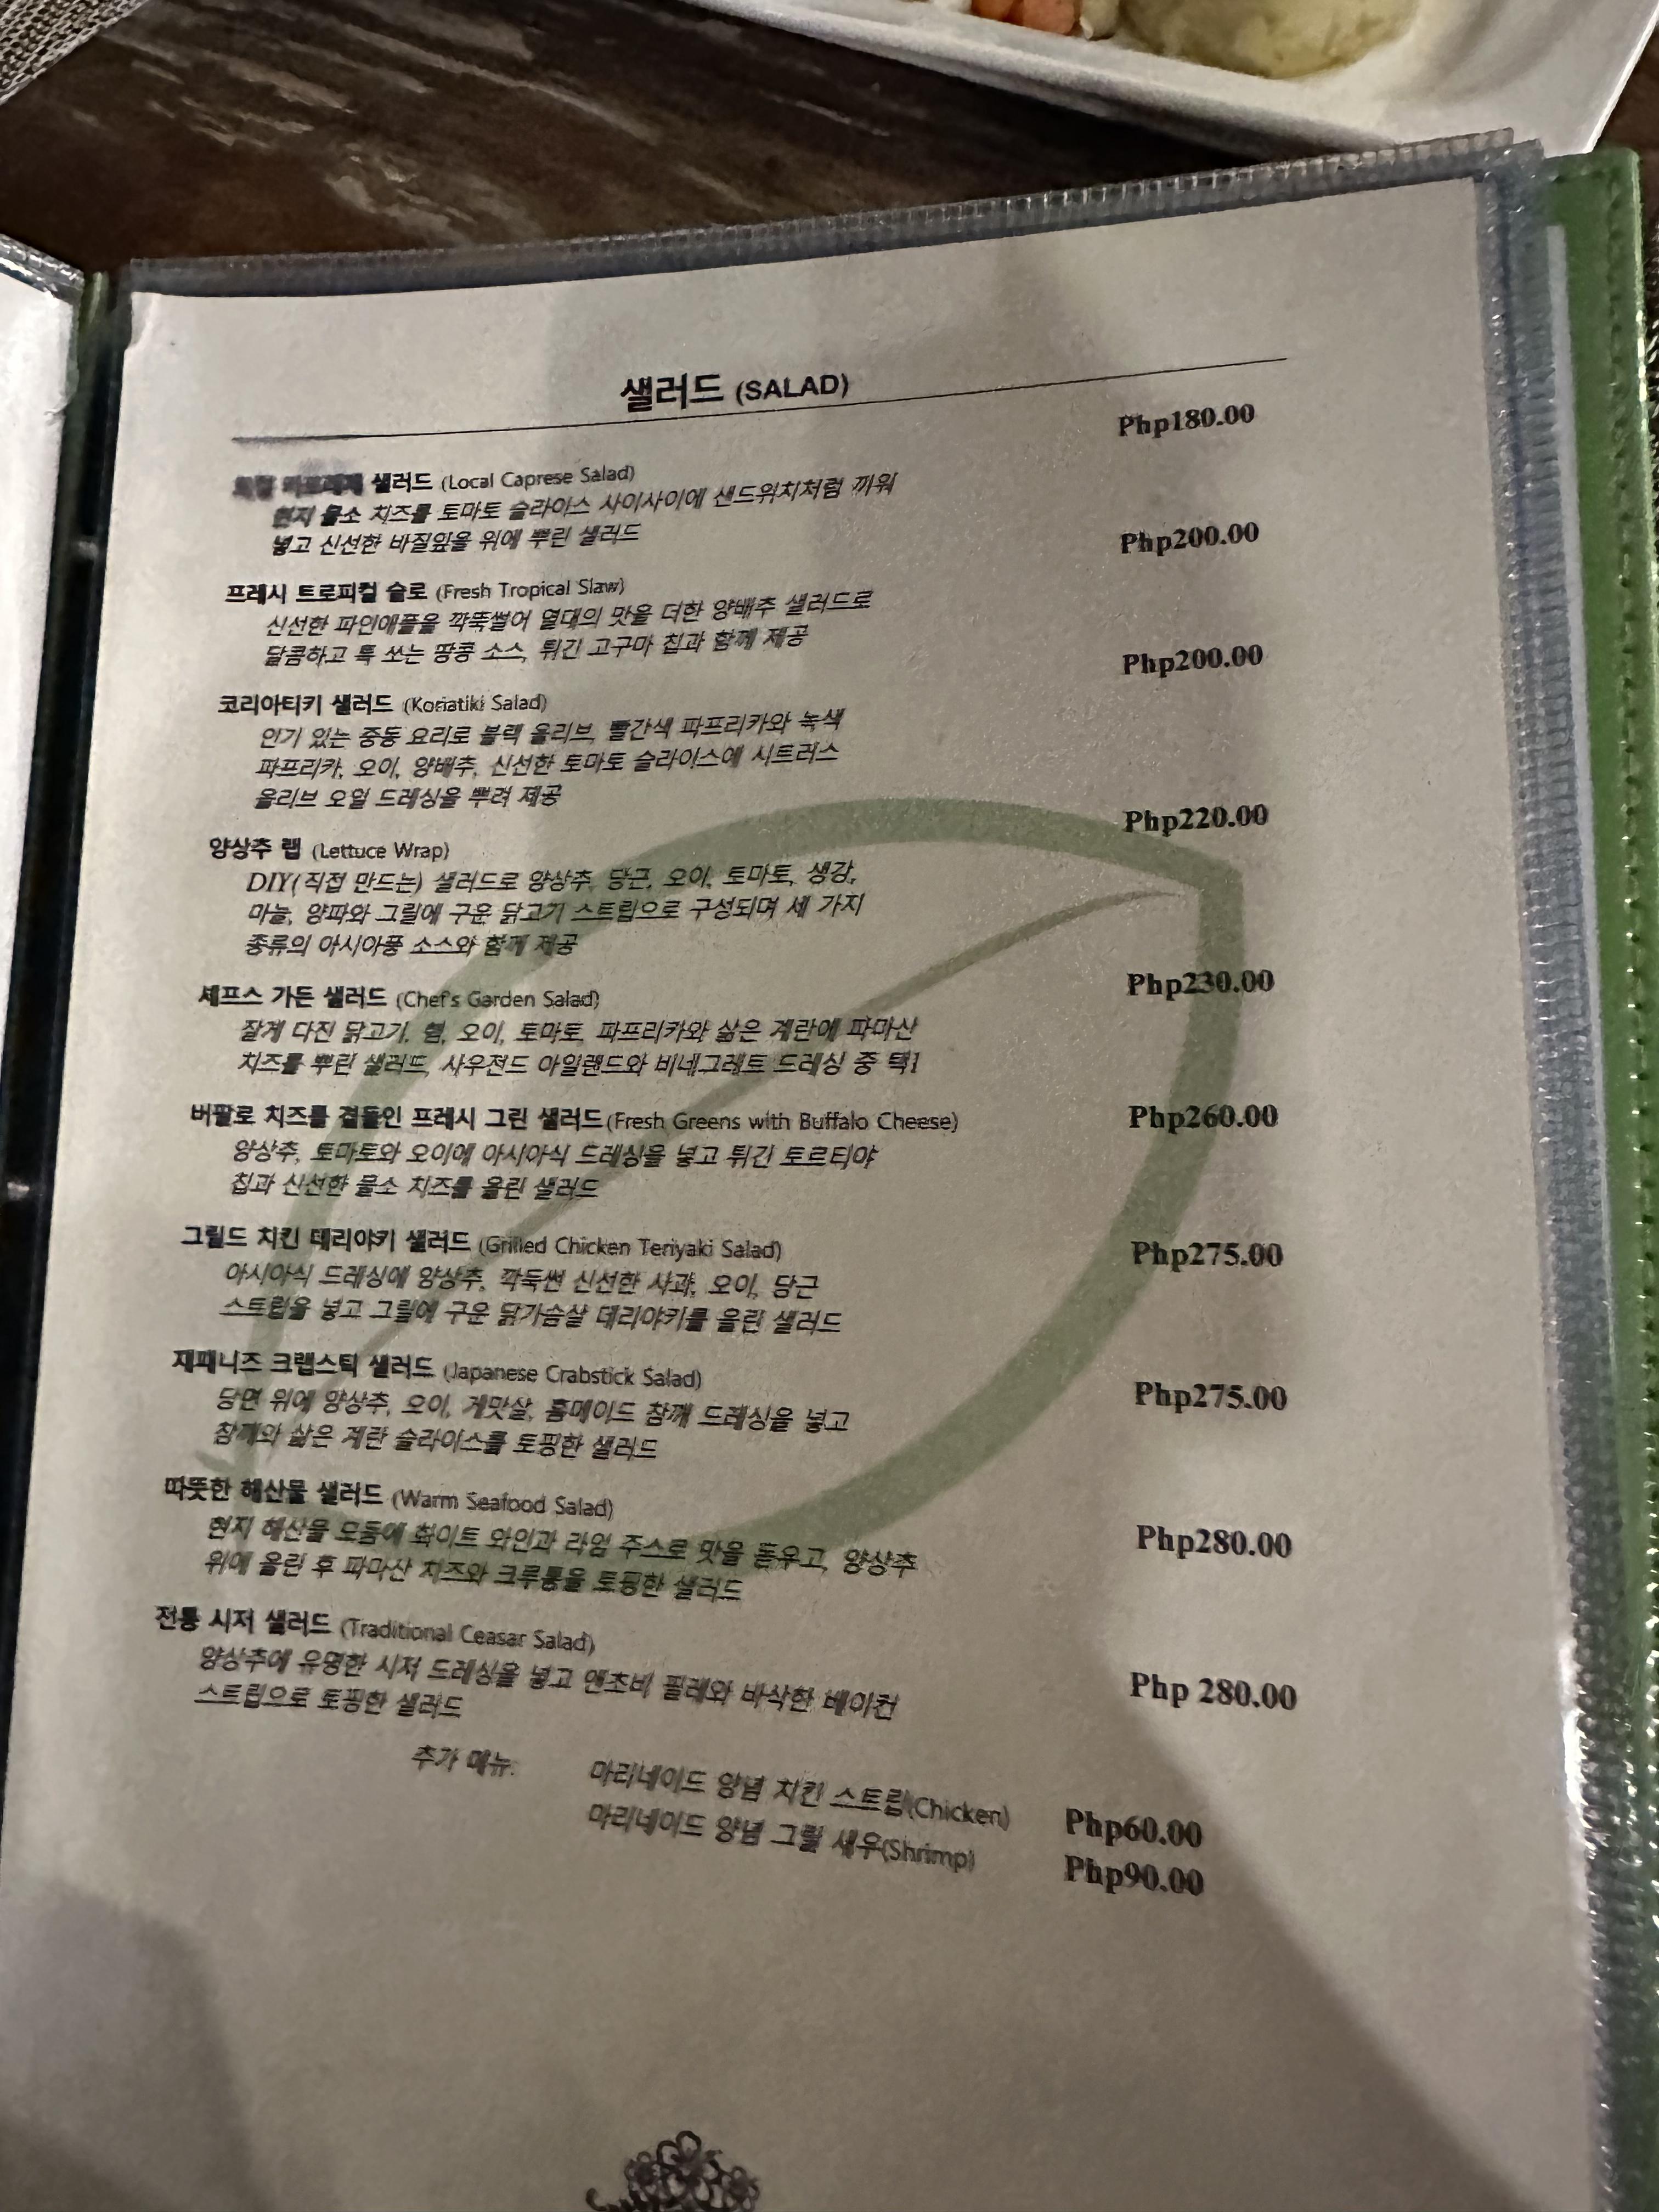 샐러드 (SALAD)
Php180.00
샐러드 (Local Caprese Salad)
현지 물소 치즈를 토마토 슬라이스 사이사이에 샌드위치처럼 끼워
넣고 신선한 바질잎을 위에 뿌린 샐러드
Php200.00
프레시 트로피컬 슬로 (Fresh Tropical Slaw)
신선한 파인애플을 깍뚝썰어 열대의 맛을 더한 양배추 샐러드로
달콤하고 톡 쏘는 땅콩 소스, 튀긴 고구마 칩과 함께 제공
Php200.00
코리아티키 샐러드 (Koriatiki Salad)
인기 있는 중동 요리로 블랙 올리브, 빨간색 파프리카와 녹색
파프리카, 오이, 양배추, 신선한 토마토 슬라이스에 시트러스
올리브 오일 드레싱을 뿌려 제공
Php220.00
양상추 랩 (Lettuce Wrap)
DIY(직접 만드는) 샐러드로 양상추, 당근, 오이, 토마토, 생강,
마늘, 양파와 그릴에 구운 닭고기 스트립으로 구성되며 세 가지
종류의 아시아풍 소스와 함께 제공
셰프스 가든 샐러드 (Chef's Garden Salad) Php230.00
잘게 다진 닭고기, 햄, 오이, 토마토, 파프리카와 삶은 계란에 파마산
치즈를 뿌린 샐러드, 사우전드 아일랜드와 비네그레트 드레싱 중 택1
버팔로 치즈를 곁들인 프레시 그린 샐러드(Fresh Greens with Buffalo Cheese) Php260.00
양상추, 토마토와 오이에 아시아식 드레싱을 넣고 튀긴 토르티야
칩과 신선한 물소 치즈를 올린 샐러드
그릴드 치킨 데리야키 샐러드 (Grilled Chicken Teriyaki Salad) Php275.00
아시아식 드레싱에 양상추, 깍둑썬 신선한 사과, 오이, 당근
스트립을 넣고 그릴에 구운 닭가슴살 데리야키를 올린 샐러드
재패니즈 크랩스틱 샐러드 (Japanese Crabstick Salad) Php275.00
당면 위에 양상추, 오이, 게맛살, 홈메이드 참깨 드레싱을 넣고
참깨와 삶은 계란 슬라이스를 토핑한 샐러드
따뜻한 해산물 샐러드 (Warm Seafood Salad) Php280.00
현지 해산물 모둠에 화이트 와인과 라임 주스로 맛을 돋우고, 양상추
위에 올린 후 파마산 치즈와 크루통을 토핑한 샐러드
전통 시저 샐러드 (Traditional Ceasar Salad) Php 280.00
양상추에 유명한 시저 드레싱을 넣고 앤초비 필레와 바삭한 베이컨
스트립으로 토핑한 샐러드
추가 메뉴: 마리네이드 양념 치킨 스트립(Chicken) Php60.00
마리네이드 양념 그릴 새우(Shrimp) Php90.00